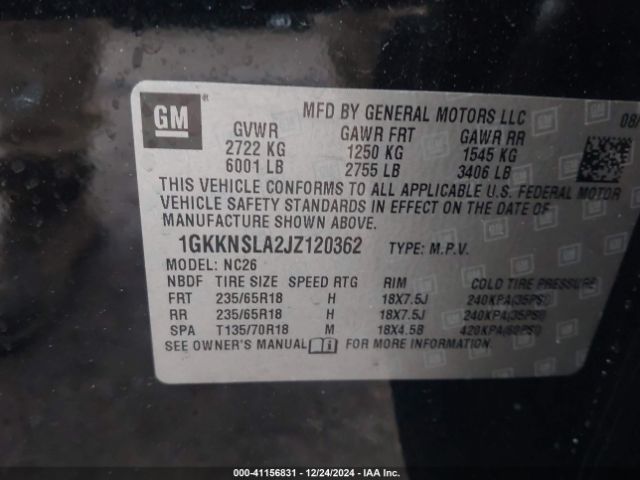 GM
®
MFD BY GENERAL MOTORS LLC
08/
GVWR GAWR FRT GAWR RR
2722 KG 1250 KG 1545 KG
6001 LB 2755 LB 3406 LB
THIS VEHICLE CONFORMS TO ALL APPLICABLE U.S. FEDERAL MOTOR
VEHICLE SAFETY STANDARDS IN EFFECT ON THE DATE OF
MANUFACTURE SHOWN ABOVE.
1GKKNSLA2JZ120362 TYPE: M.P.V.
MODEL: NC26
NBDF TIRE SIZE SPEED RTG RIM COLD TIRE PRESSURE
FRT 235/65R18 H 18X7.5J 240KPA(35PSI)
RR 235/65R18 H 18X7.5J 240KPA(35PSI)
SPA T135/70R18 M 18X4.5B 420KPA(60PSI)
SEE OWNER'S MANUAL FOR MORE INFORMATION.
000-41156831 - 12/24/2024 - IAA Inc.